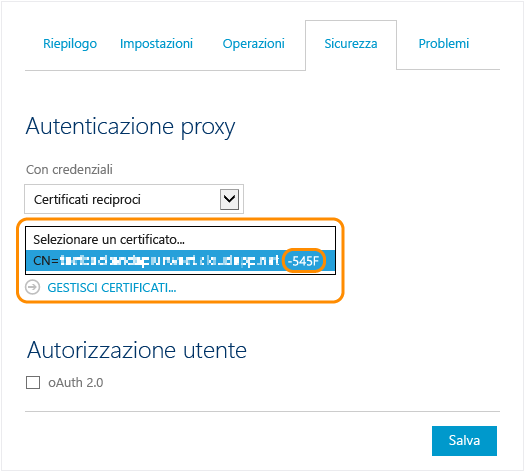 Riepilogo Impostazioni Operazioni Sicurezza Problemi
Autenticazione proxy
Con credenziali
Certificati reciproci
Selezionare un certificato...
CN= -545F
GESTISCI CERTIFICATI...
Autorizzazione utente
oAuth 2.0
Salva